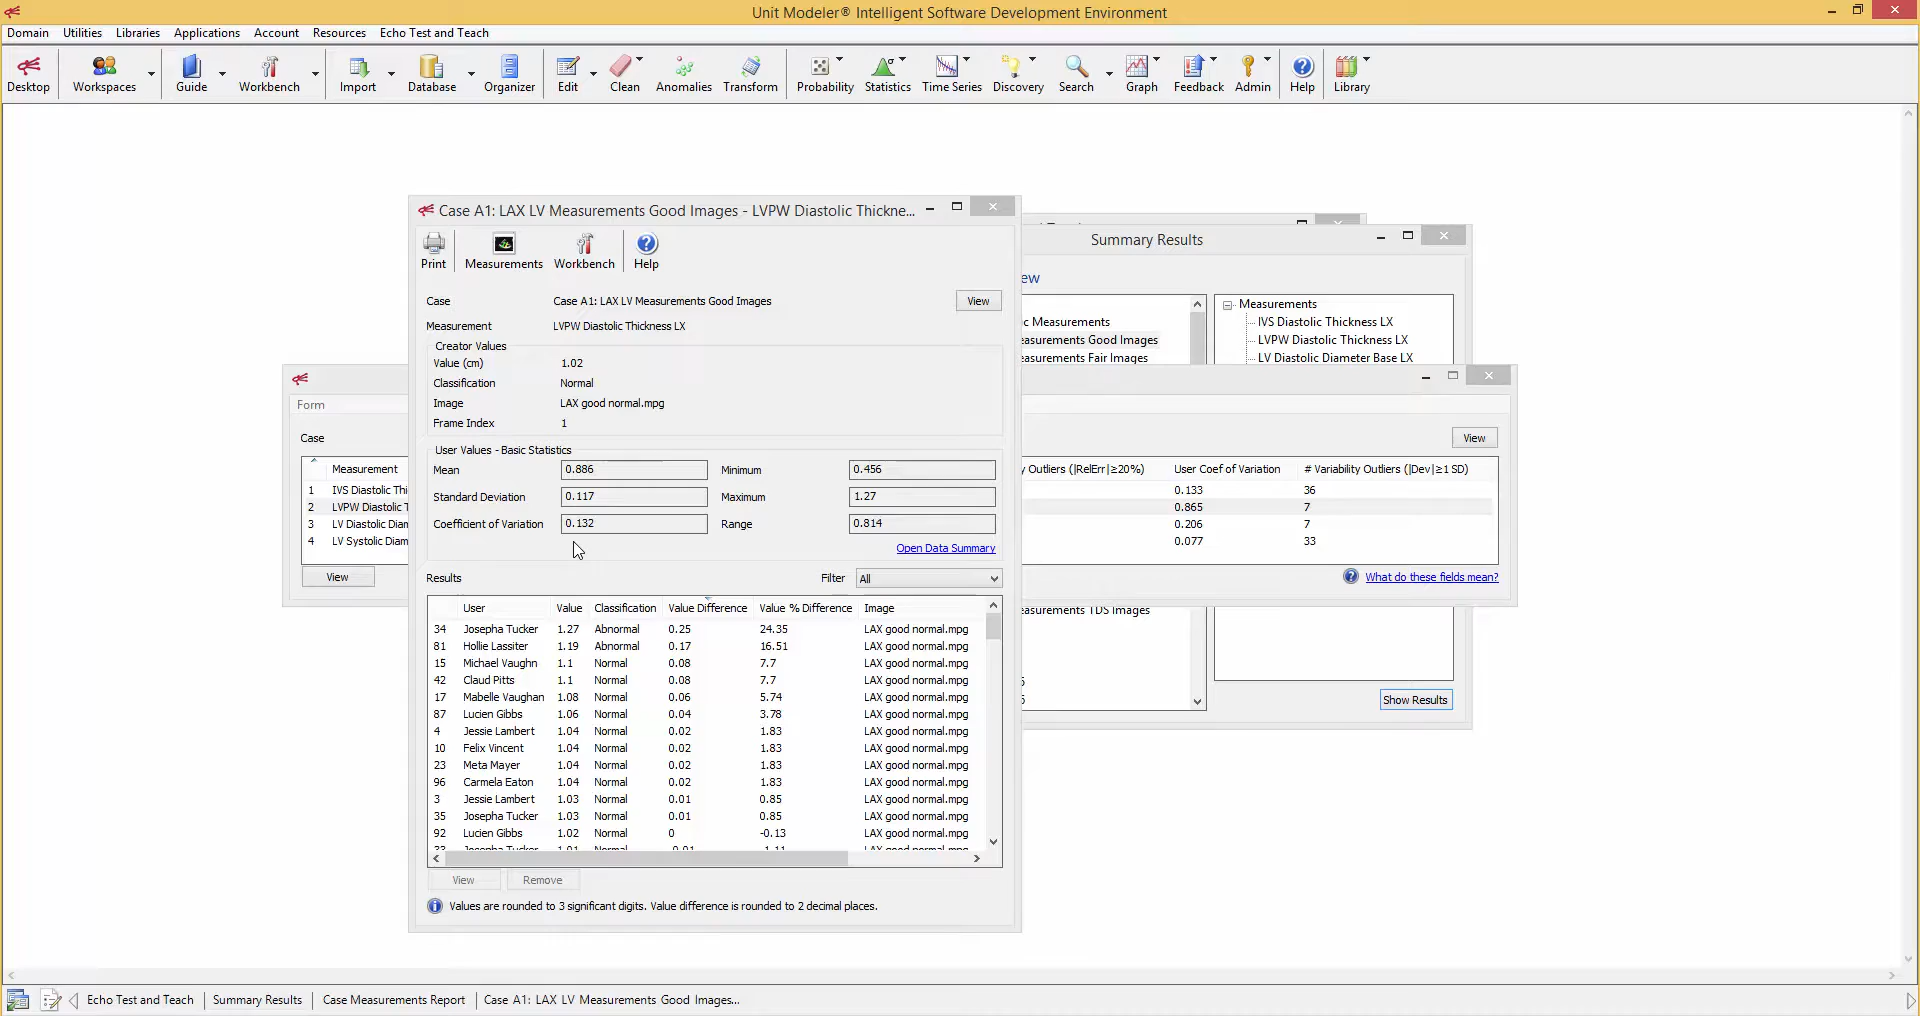 Unit Modeler® Intelligent Software Development Environment
Domain Utilities Libraries Applications Account Resources Echo Test and Teach
Desktop Workspaces Guide Workbench Import Database Organizer Edit Clean Anomalies Transform Probability Statistics Time Series Discovery Search Graph Feedback Admin Help Library
Case A1: LAX LV Measurements Good Images - LVPW Diastolic Thickne...
Print Measurements Workbench Help
Case Case A1: LAX LV Measurements Good Images View
Measurement LVPW Diastolic Thickness LX
Creator Values
Value (cm) 1.02
Classification Normal
Image LAX good normal.mpg
Frame Index 1
User Values - Basic Statistics
Mean 0.886 Minimum 0.456
Standard Deviation 0.117 Maximum 1.27
Coefficient of Variation 0.132 Range 0.814
Open Data Summary
Results Filter All
User Value Classification Value Difference Value % Difference Image
34 Josepha Tucker 1.27 Abnormal 0.25 24.35 LAX good normal.mpg
81 Hollie Lassiter 1.19 Abnormal 0.17 16.51 LAX good normal.mpg
15 Michael Vaughn 1.1 Normal 0.08 7.7 LAX good normal.mpg
42 Claud Pitts 1.1 Normal 0.08 7.7 LAX good normal.mpg
17 Mabelle Vaughan 1.08 Normal 0.06 5.74 LAX good normal.mpg
87 Lucien Gibbs 1.06 Normal 0.04 3.78 LAX good normal.mpg
4 Jessie Lambert 1.04 Normal 0.02 1.83 LAX good normal.mpg
10 Felix Vincent 1.04 Normal 0.02 1.83 LAX good normal.mpg
23 Meta Mayer 1.04 Normal 0.02 1.83 LAX good normal.mpg
96 Carmela Eaton 1.04 Normal 0.02 1.83 LAX good normal.mpg
3 Jessie Lambert 1.03 Normal 0.01 0.85 LAX good normal.mpg
35 Josepha Tucker 1.03 Normal 0.01 0.85 LAX good normal.mpg
92 Lucien Gibbs 1.02 Normal 0 -0.13 LAX good normal.mpg
View Remove
Values are rounded to 3 significant digits. Value difference is rounded to 2 decimal places.
Summary Results
ew
c Measurements
easurements Good Images
easurements Fair Images
Measurements
IVS Diastolic Thickness LX
LVPW Diastolic Thickness LX
LV Diastolic Diameter Base LX
Form
Case
View
Measurement
1 IVS Diastolic Thi
2 LVPW Diastolic T
3 LV Diastolic Diam
4 LV Systolic Diam
View
y Outliers (|RelErr|≥20%) User Coef of Variation # Variability Outliers (|Dev|≥1 SD)
0.133 36
0.865 7
0.206 7
0.077 33
What do these fields mean?
easurements TDS Images
Show Results
Echo Test and Teach Summary Results Case Measurements Report Case A1: LAX LV Measurements Good Images...